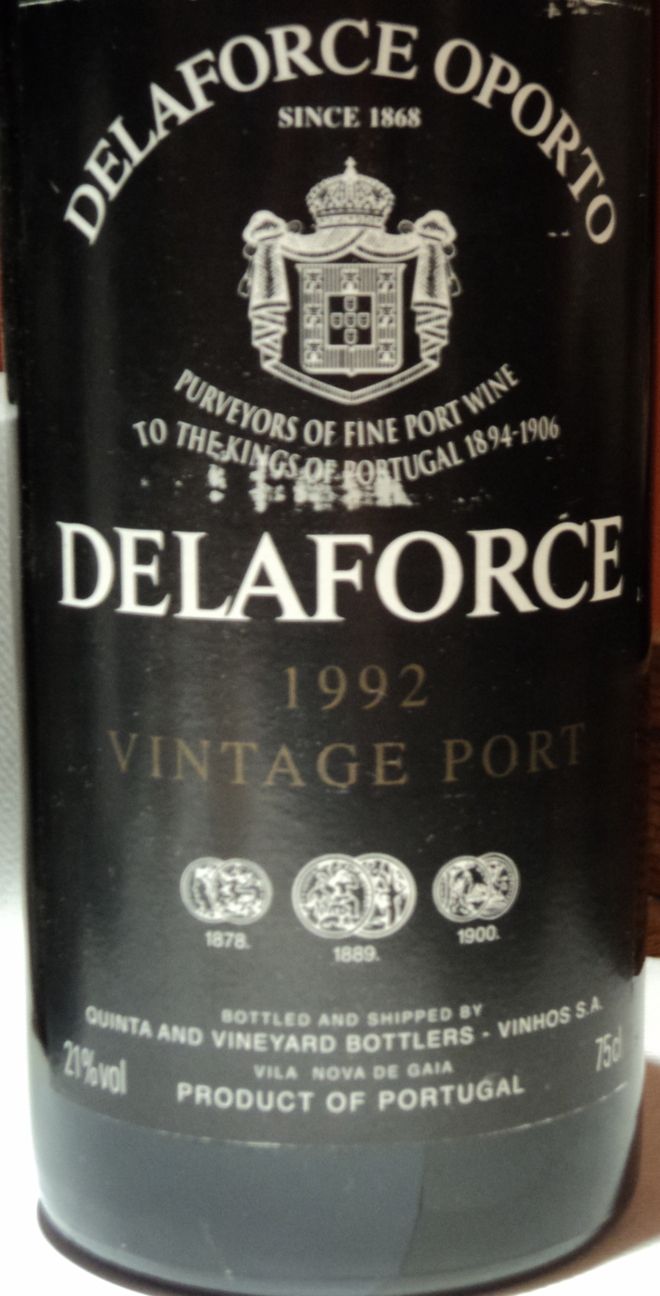 DELAFORCE OPORTO
SINCE 1868
PURVEYORS OF FINE PORT WINE
TO THE KINGS OF PORTUGAL 1894-1906
DELAFORCE
1992
VINTAGE PORT
1878.
1889.
1900.
BOTTLED AND SHIPPED BY
QUINTA AND VINEYARD BOTTLERS - VINHOS S.A.
VILA NOVA DE GAIA
21%vol
75cl
PRODUCT OF PORTUGAL